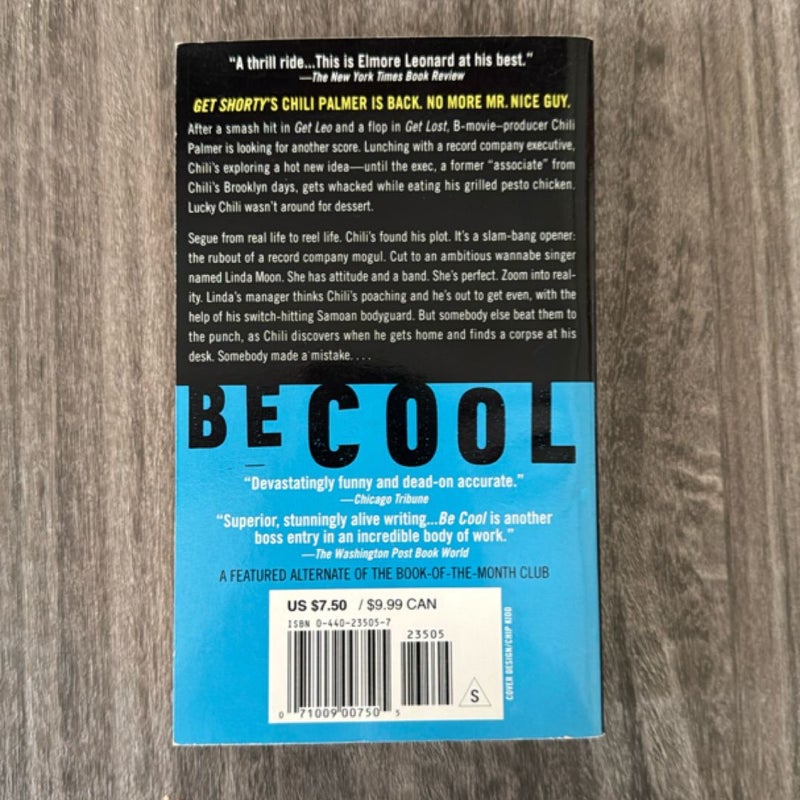 “A thrill ride...This is Elmore Leonard at his best.”
—The New York Times Book Review
GET SHORTY’S CHILI PALMER IS BACK. NO MORE MR. NICE GUY.
After a smash hit in Get Leo and a flop in Get Lost, B-movie–producer Chili
Palmer is looking for another score. Lunching with a record company executive,
Chili’s exploring a hot new idea—until the exec, a former “associate” from
Chili’s Brooklyn days, gets whacked while eating his grilled pesto chicken.
Lucky Chili wasn’t around for dessert.
Segue from real life to reel life. Chili’s found his plot. It’s a slam-bang opener:
the rubout of a record company mogul. Cut to an ambitious wannabe singer
named Linda Moon. She has attitude and a band. She’s perfect. Zoom into real-
ity. Linda’s manager thinks Chili’s poaching and he’s out to get even, with the
help of his switch-hitting Samoan bodyguard. But somebody else beat them to
the punch, as Chili discovers when he gets home and finds a corpse at his
desk. Somebody made a mistake. . . .
BE COOL
“Devastatingly funny and dead-on accurate.”
—Chicago Tribune
“Superior, stunningly alive writing...Be Cool is another
boss entry in an incredible body of work.”
—The Washington Post Book World
A FEATURED ALTERNATE OF THE BOOK-OF-THE-MONTH CLUB
US $7.50 / $9.99 CAN
ISBN 0-440-23505-7
23505
S
0 71009 00750 5
COVER DESIGN/CHIP KIDD